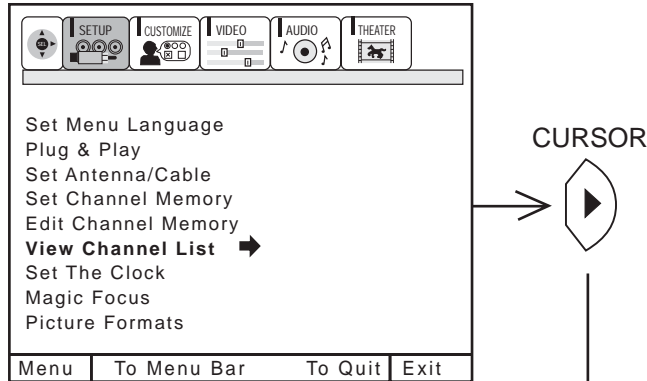 SETUP CUSTOMIZE VIDEO AUDIO THEATER
SEL
Set Menu Language
Plug & Play
Set Antenna/Cable
Set Channel Memory
Edit Channel Memory
View Channel List
Set The Clock
Magic Focus
Picture Formats
Menu To Menu Bar To Quit Exit
CURSOR